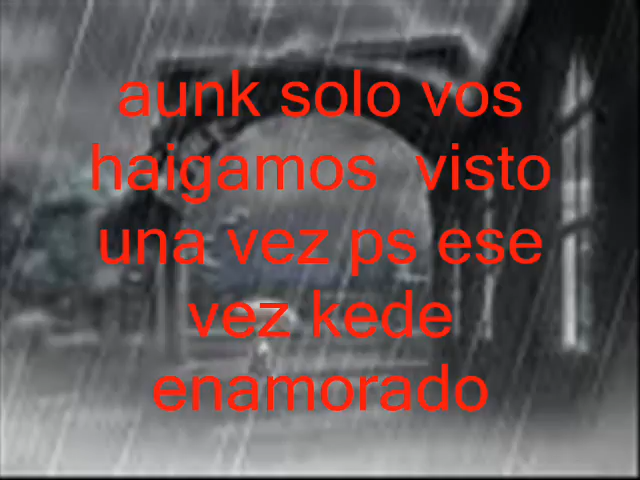 aunk solo vos
haigamos visto
una vez ps ese
vez kede
enamorado